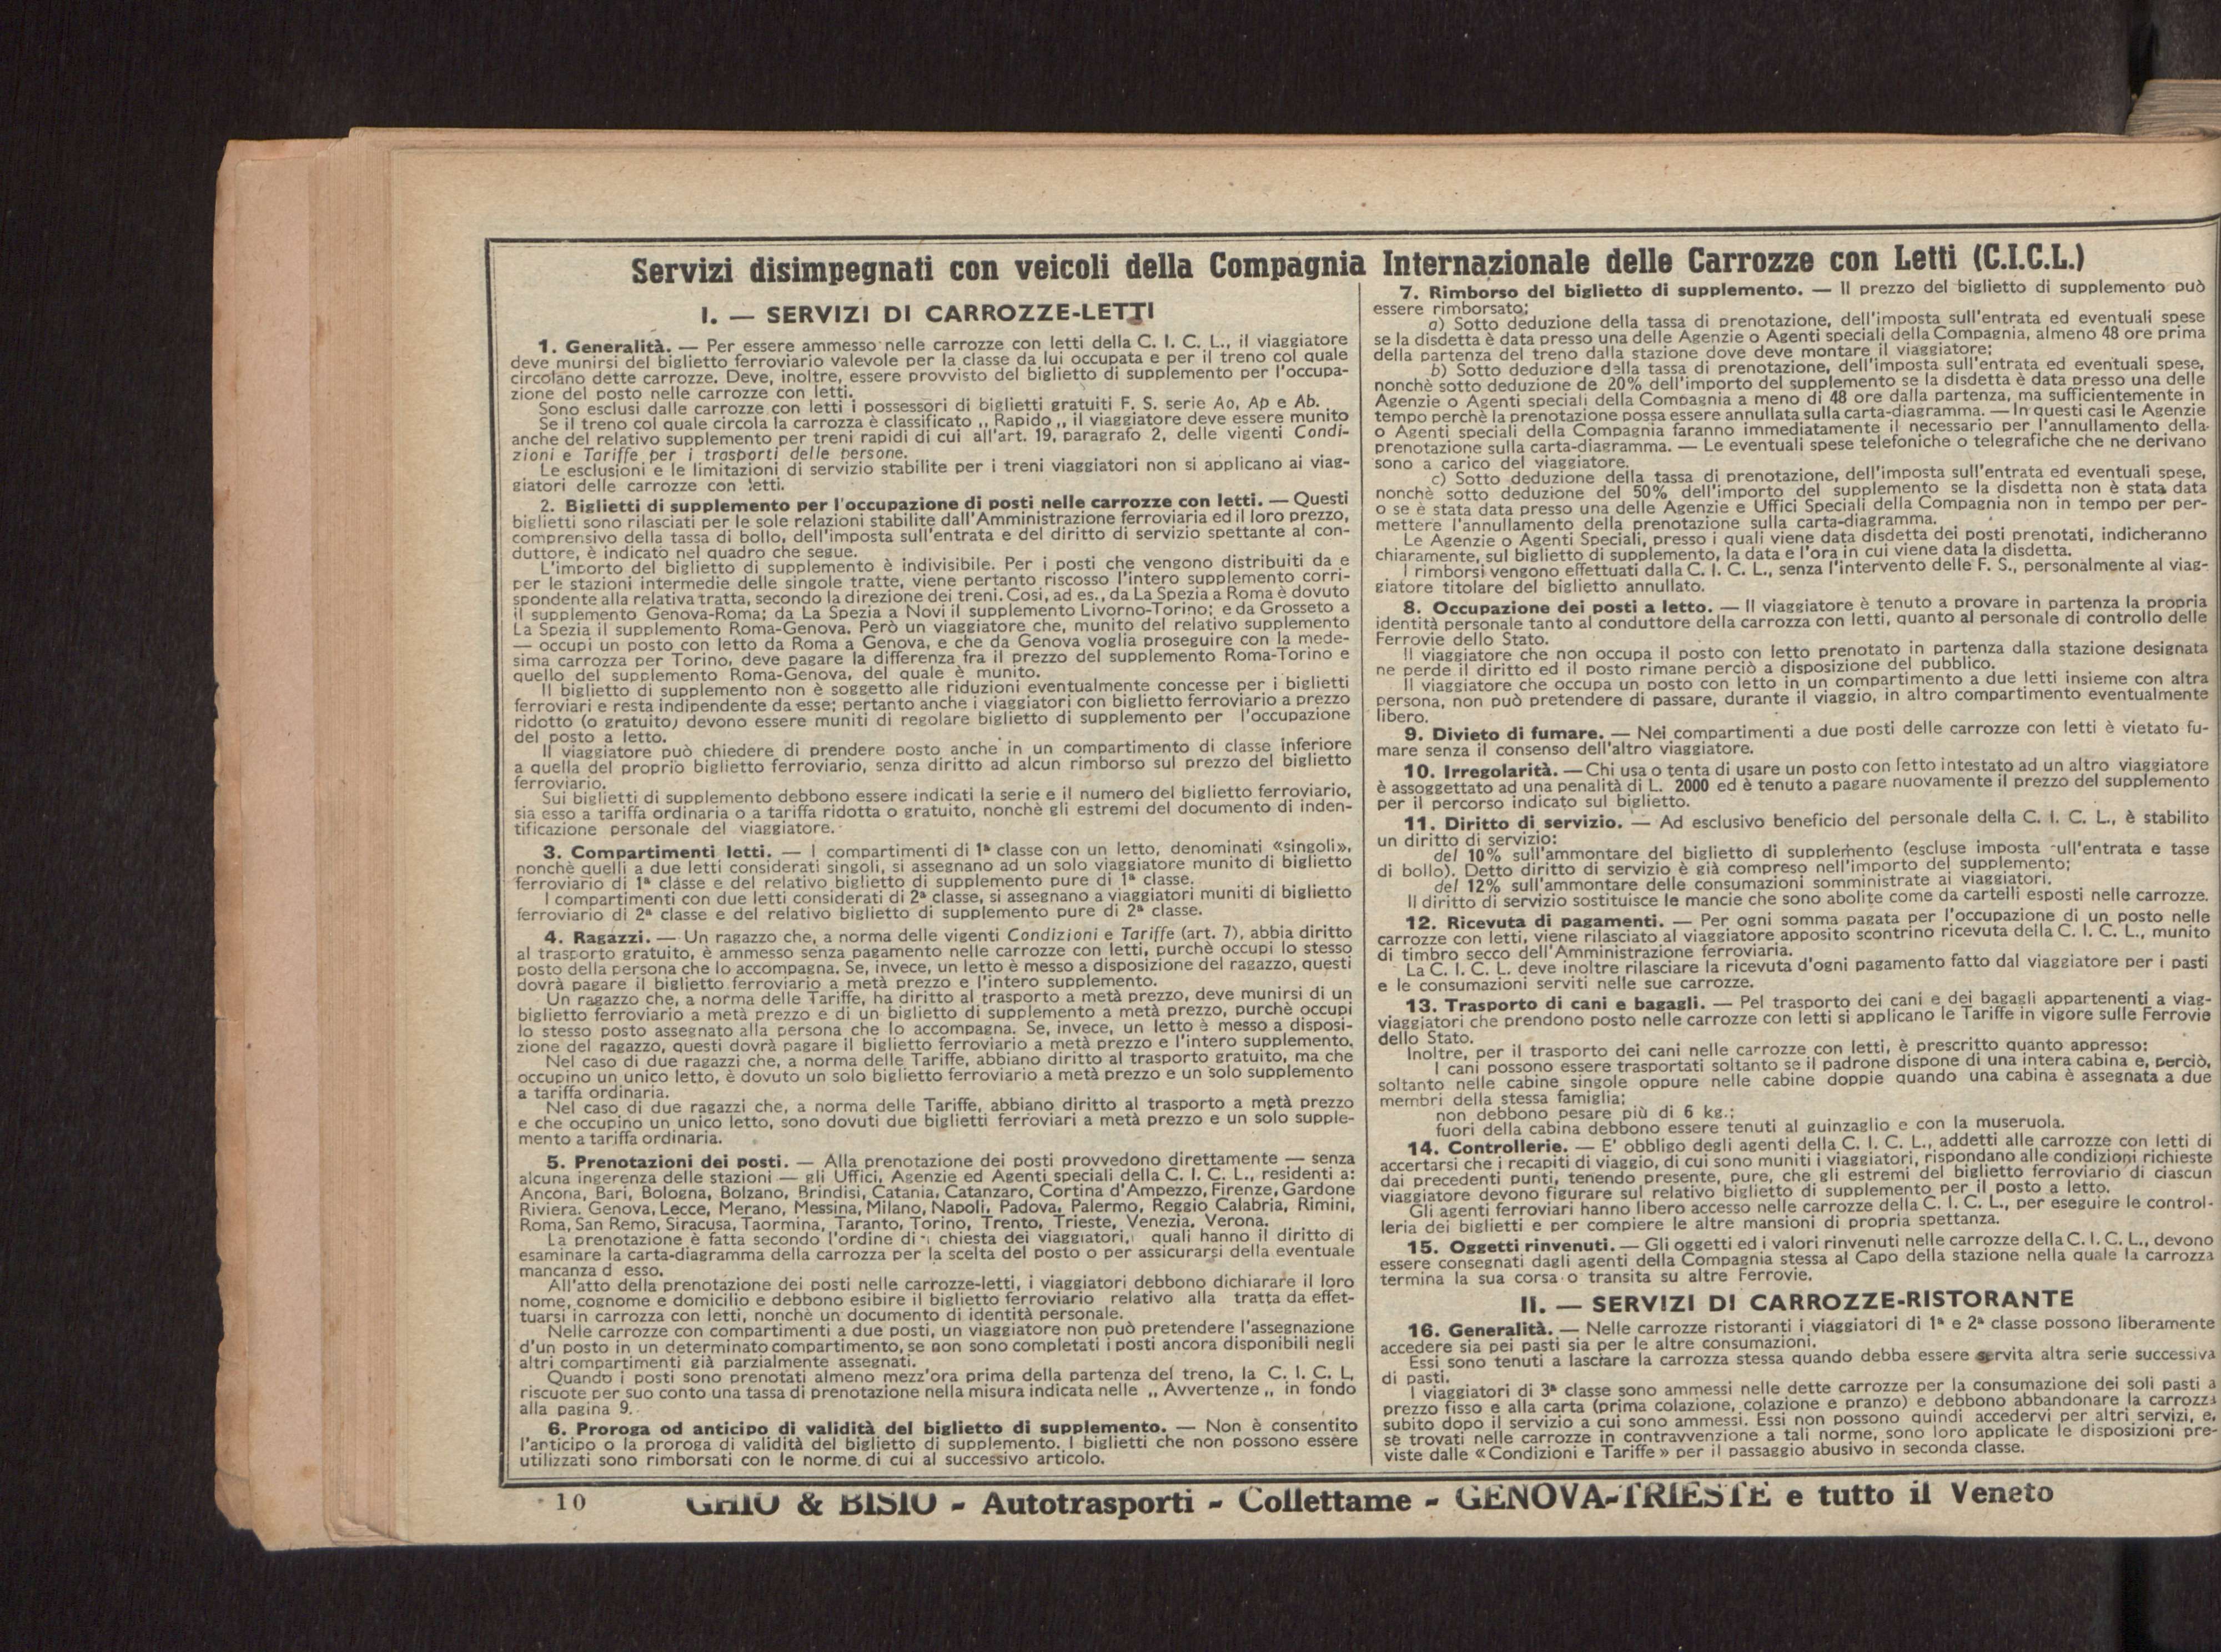 Servizi disimpegnati con veicoli della Compagnia Internazionale delle Carrozze con Letti (C.I.C.L.)
I. — SERVIZI DI CARROZZE-LETTI
1. Generalità. — Per essere ammesso nelle carrozze con letti della C. I. C. L., il viaggiatore
deve munirsi del biglietto ferroviario valevole per la classe da lui occupata e per il treno col quale
circolano dette carrozze. Deve, inoltre, essere provvisto del biglietto di supplemento per l'occupa-
zione del posto nelle carrozze con letti.
Sono esclusi dalle carrozze con letti i possessori di biglietti gratuiti F. S. serie Ao, Ap e Ab.
Se il treno col quale circola la carrozza è classificato ,, Rapido ,, il viaggiatore deve essere munito
anche del relativo supplemento per treni rapidi di cui all'art. 19, paragrafo 2, delle vigenti Condi-
zioni e Tariffe per i trasporti delle persone.
Le esclusioni e le limitazioni di servizio stabilite per i treni viaggiatori non si applicano ai viag-
giatori delle carrozze con letti.
2. Biglietti di supplemento per l'occupazione di posti nelle carrozze con letti. — Questi
biglietti sono rilasciati per le sole relazioni stabilite dall'Amministrazione ferroviaria ed il loro prezzo,
comprensivo della tassa di bollo, dell'imposta sull'entrata e del diritto di servizio spettante al con-
duttore, è indicato nel quadro che segue.
L'importo del biglietto di supplemento è indivisibile. Per i posti che vengono distribuiti da e
per le stazioni intermedie delle singole tratte, viene pertanto riscosso l'intero supplemento corri-
spondente alla relativa tratta, secondo la direzione dei treni. Cosi, ad es., da La Spezia a Roma è dovuto
il supplemento Genova-Roma; da La Spezia a Novi il supplemento Livorno-Torino; e da Grosseto a
La Spezia il supplemento Roma-Genova. Però un viaggiatore che, munito del relativo supplemento
— occupi un posto con letto da Roma a Genova, e che da Genova voglia proseguire con la mede-
sima carrozza per Torino, deve pagare la differenza fra il prezzo del supplemento Roma-Torino e
quello del supplemento Roma-Genova, del quale è munito.
Il biglietto di supplemento non è soggetto alle riduzioni eventualmente concesse per i biglietti
ferroviari e resta indipendente da esse; pertanto anche i viaggiatori con biglietto ferroviario a prezzo
ridotto (o gratuito) devono essere muniti di regolare biglietto di supplemento per l'occupazione
del posto a letto.
Il viaggiatore può chiedere di prendere posto anche in un compartimento di classe inferiore
a quella del proprio biglietto ferroviario, senza diritto ad alcun rimborso sul prezzo del biglietto
ferroviario.
Sui biglietti di supplemento debbono essere indicati la serie e il numero del biglietto ferroviario,
sia esso a tariffa ordinaria o a tariffa ridotta o gratuito, nonchè gli estremi del documento di inden-
tificazione personale del viaggiatore.
3. Compartimenti letti. — I compartimenti di 1ª classe con un letto, denominati «singoli»,
nonchè quelli a due letti considerati singoli, si assegnano ad un solo viaggiatore munito di biglietto
ferroviario di 1ª classe e del relativo biglietto di supplemento pure di 1ª classe.
I compartimenti con due letti considerati di 2ª classe, si assegnano a viaggiatori muniti di biglietto
ferroviario di 2ª classe e del relativo biglietto di supplemento pure di 2ª classe.
4. Ragazzi. — Un ragazzo che, a norma delle vigenti Condizioni e Tariffe (art. 7), abbia diritto
al trasporto gratuito, è ammesso senza pagamento nelle carrozze con letti, purchè occupi lo stesso
posto della persona che lo accompagna. Se, invece, un letto è messo a disposizione del ragazzo, questi
dovrà pagare il biglietto ferroviario a metà prezzo e l'intero supplemento.
Un ragazzo che, a norma delle Tariffe, ha diritto al trasporto a metà prezzo, deve munirsi di un
biglietto ferroviario a metà prezzo e di un biglietto di supplemento a metà prezzo, purchè occupi
lo stesso posto assegnato alla persona che lo accompagna. Se, invece, un letto è messo a disposi-
zione del ragazzo, questi dovrà pagare il biglietto ferroviario a metà prezzo e l'intero supplemento.
Nel caso di due ragazzi che, a norma delle Tariffe, abbiano diritto al trasporto gratuito, ma che
occupino un unico letto, è dovuto un solo biglietto ferroviario a metà prezzo e un solo supplemento
a tariffa ordinaria.
Nel caso di due ragazzi che, a norma delle Tariffe, abbiano diritto al trasporto a metà prezzo
e che occupino un unico letto, sono dovuti due biglietti ferroviari a metà prezzo e un solo supple-
mento a tariffa ordinaria.
5. Prenotazioni dei posti. — Alla prenotazione dei posti provvedono direttamente — senza
alcuna ingerenza delle stazioni — gli Uffici, Agenzie ed Agenti speciali della C. I. C. L., residenti a:
Ancona, Bari, Bologna, Bolzano, Brindisi, Catania, Catanzaro, Cortina d'Ampezzo, Firenze, Gardone
Riviera. Genova, Lecce, Merano, Messina, Milano, Napoli, Padova, Palermo, Reggio Calabria, Rimini,
Roma, San Remo, Siracusa, Taormina, Taranto, Torino, Trento, Trieste, Venezia, Verona.
La prenotazione è fatta secondo l'ordine di chiesta dei viaggiatori, quali hanno il diritto di
esaminare la carta-diagramma della carrozza per la scelta del posto o per assicurarsi della eventuale
mancanza d esso.
All'atto della prenotazione dei posti nelle carrozze-letti, i viaggiatori debbono dichiarare il loro
nome, cognome e domicilio e debbono esibire il biglietto ferroviario relativo alla tratta da effet-
tuarsi in carrozza con letti, nonchè un documento di identità personale.
Nelle carrozze con compartimenti a due posti, un viaggiatore non può pretendere l'assegnazione
d'un posto in un determinato compartimento, se non sono completati i posti ancora disponibili negli
altri compartimenti già parzialmente assegnati.
Quando i posti sono prenotati almeno mezz'ora prima della partenza del treno, la C. I. C. L,
riscuote per suo conto una tassa di prenotazione nella misura indicata nelle ,, Avvertenze ,, in fondo
alla pagina 9.
6. Proroga od anticipo di validità del biglietto di supplemento. — Non è consentito
l'anticipo o la proroga di validità del biglietto di supplemento. I biglietti che non possono essere
utilizzati sono rimborsati con le norme di cui al successivo articolo.
7. Rimborso del biglietto di supplemento. — Il prezzo del biglietto di supplemento può
essere rimborsato:
a) Sotto deduzione della tassa di prenotazione, dell'imposta sull'entrata ed eventuali spese
se la disdetta è data presso una delle Agenzie o Agenti speciali della Compagnia, almeno 48 ore prima
della partenza del treno dalla stazione dove deve montare il viaggiatore;
b) Sotto deduzione della tassa di prenotazione, dell'imposta sull'entrata ed eventuali spese,
nonchè sotto deduzione de 20% dell'importo del supplemento se la disdetta è data presso una delle
Agenzie o Agenti speciali della Compagnia a meno di 48 ore dalla partenza, ma sufficientemente in
tempo perchè la prenotazione possa essere annullata sulla carta-diagramma. — In questi casi le Agenzie
o Agenti speciali della Compagnia faranno immediatamente il necessario per l'annullamento della
prenotazione sulla carta-diagramma. — Le eventuali spese telefoniche o telegrafiche che ne derivano
sono a carico del viaggiatore.
c) Sotto deduzione della tassa di prenotazione, dell'imposta sull'entrata ed eventuali spese,
nonchè sotto deduzione del 50% dell'importo del supplemento se la disdetta non è stata data
o se è stata data presso una delle Agenzie e Uffici Speciali della Compagnia non in tempo per per-
mettere l'annullamento della prenotazione sulla carta-diagramma.
Le Agenzie o Agenti Speciali, presso i quali viene data disdetta dei posti prenotati, indicheranno
chiaramente, sul biglietto di supplemento, la data e l'ora in cui viene data la disdetta.
I rimborsi vengono effettuati dalla C. I. C. L., senza l'intervento delle F. S., personalmente al viag-
giatore titolare del biglietto annullato.
8. Occupazione dei posti a letto. — Il viaggiatore è tenuto a provare in partenza la propria
identità personale tanto al conduttore della carrozza con letti, quanto al personale di controllo delle
Ferrovie dello Stato.
Il viaggiatore che non occupa il posto con letto prenotato in partenza dalla stazione designata
ne perde il diritto ed il posto rimane perciò a disposizione del pubblico.
Il viaggiatore che occupa un posto con letto in un compartimento a due letti insieme con altra
persona, non può pretendere di passare, durante il viaggio, in altro compartimento eventualmente
libero.
9. Divieto di fumare. — Nei compartimenti a due posti delle carrozze con letti è vietato fu-
mare senza il consenso dell'altro viaggiatore.
10. Irregolarità. — Chi usa o tenta di usare un posto con letto intestato ad un altro viaggiatore
è assoggettato ad una penalità di L. 2000 ed è tenuto a pagare nuovamente il prezzo del supplemento
per il percorso indicato sul biglietto.
11. Diritto di servizio. — Ad esclusivo beneficio del personale della C. I. C. L., è stabilito
un diritto di servizio:
del 10% sull'ammontare del biglietto di supplemento (escluse imposta ull'entrata e tasse
di bollo). Detto diritto di servizio è già compreso nell'importo del supplemento;
del 12% sull'ammontare delle consumazioni somministrate ai viaggiatori.
Il diritto di servizio sostituisce le mancie che sono abolite come da cartelli esposti nelle carrozze.
12. Ricevuta di pagamenti. — Per ogni somma pagata per l'occupazione di un posto nelle
carrozze con letti, viene rilasciato al viaggiatore apposito scontrino ricevuta della C. I. C. L., munito
di timbro secco dell'Amministrazione ferroviaria.
La C. I. C. L. deve inoltre rilasciare la ricevuta d'ogni pagamento fatto dal viaggiatore per i pasti
e le consumazioni serviti nelle sue carrozze.
13. Trasporto di cani e bagagli. — Pel trasporto dei cani e dei bagagli appartenenti a viag-
viaggiatori che prendono posto nelle carrozze con letti si applicano le Tariffe in vigore sulle Ferrovie
dello Stato.
Inoltre, per il trasporto dei cani nelle carrozze con letti, è prescritto quanto appresso:
I cani possono essere trasportati soltanto se il padrone dispone di una intera cabina e, perciò,
soltanto nelle cabine singole oppure nelle cabine doppie quando una cabina è assegnata a due
membri della stessa famiglia;
non debbono pesare più di 6 kg.;
fuori della cabina debbono essere tenuti al guinzaglio e con la museruola.
14. Controllerie. — E' obbligo degli agenti della C. I. C. L., addetti alle carrozze con letti di
accertarsi che i recapiti di viaggio, di cui sono muniti i viaggiatori, rispondano alle condizioni richieste
dai precedenti punti, tenendo presente, pure, che gli estremi del biglietto ferroviario di ciascun
viaggiatore devono figurare sul relativo biglietto di supplemento per il posto a letto.
Gli agenti ferroviari hanno libero accesso nelle carrozze della C. I. C. L., per eseguire le control-
leria dei biglietti e per compiere le altre mansioni di propria spettanza.
15. Oggetti rinvenuti. — Gli oggetti ed i valori rinvenuti nelle carrozze della C. I. C. L., devono
essere consegnati dagli agenti della Compagnia stessa al Capo della stazione nella quale la carrozza
termina la sua corsa o transita su altre Ferrovie.
II. — SERVIZI DI CARROZZE-RISTORANTE
16. Generalità. — Nelle carrozze ristoranti i viaggiatori di 1ª e 2ª classe possono liberamente
accedere sia pei pasti sia per le altre consumazioni.
Essi sono tenuti a lasciare la carrozza stessa quando debba essere servita altra serie successiva
di pasti.
I viaggiatori di 3ª classe sono ammessi nelle dette carrozze per la consumazione dei soli pasti a
prezzo fisso e alla carta (prima colazione, colazione e pranzo) e debbono abbandonare la carrozza
subito dopo il servizio a cui sono ammessi. Essi non possono quindi accedervi per altri servizi, e,
se trovati nelle carrozze in contravvenzione a tali norme, sono loro applicate le disposizioni pre-
viste dalle «Condizioni e Tariffe» per il passaggio abusivo in seconda classe.
10 GHIO & BISIO - Autotrasporti - Collettame - GENOVA-TRIESTE e tutto il Veneto